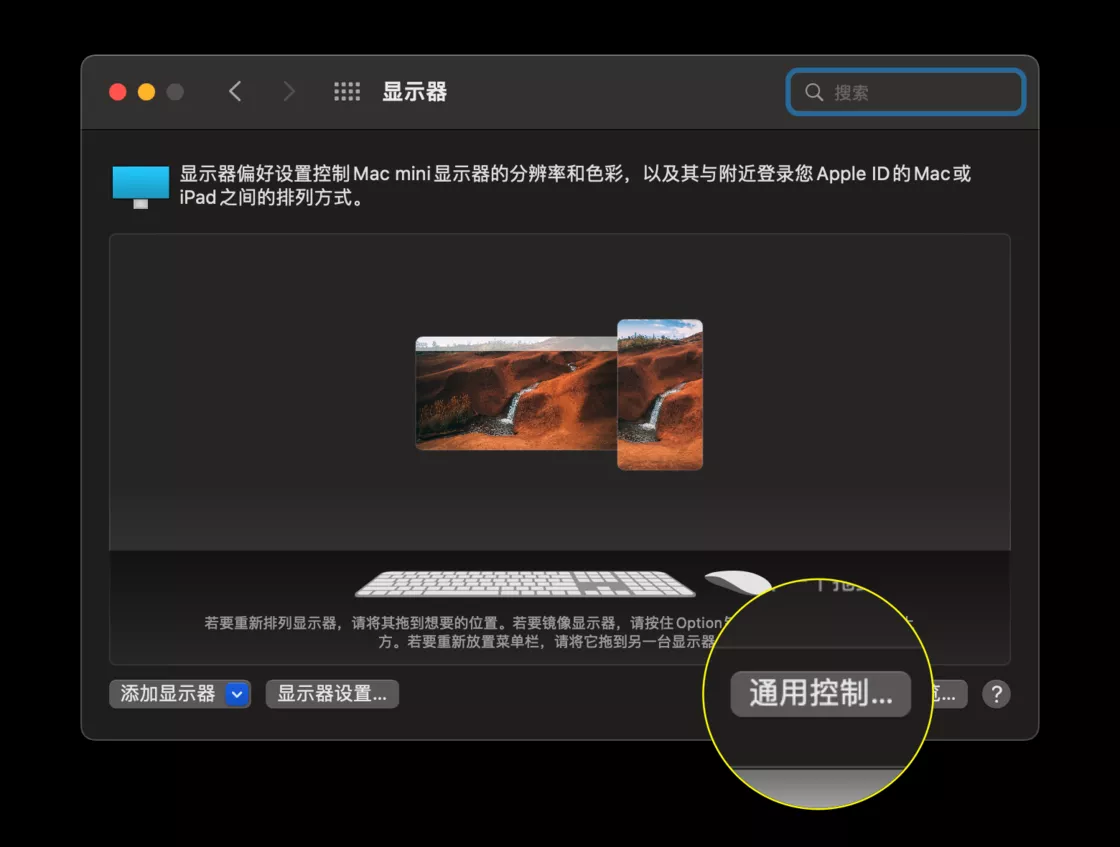 显示器
搜索
显示器偏好设置控制Mac mini显示器的分辨率和色彩，以及其与附近登录您Apple ID的Mac或
iPad之间的排列方式。
若要重新排列显示器，请将其拖到想要的位置。若要镜像显示器，请按住Option
方。若要重新放置菜单栏，请将它拖到另一台显示器
添加显示器
显示器设置...
通用控制...
?